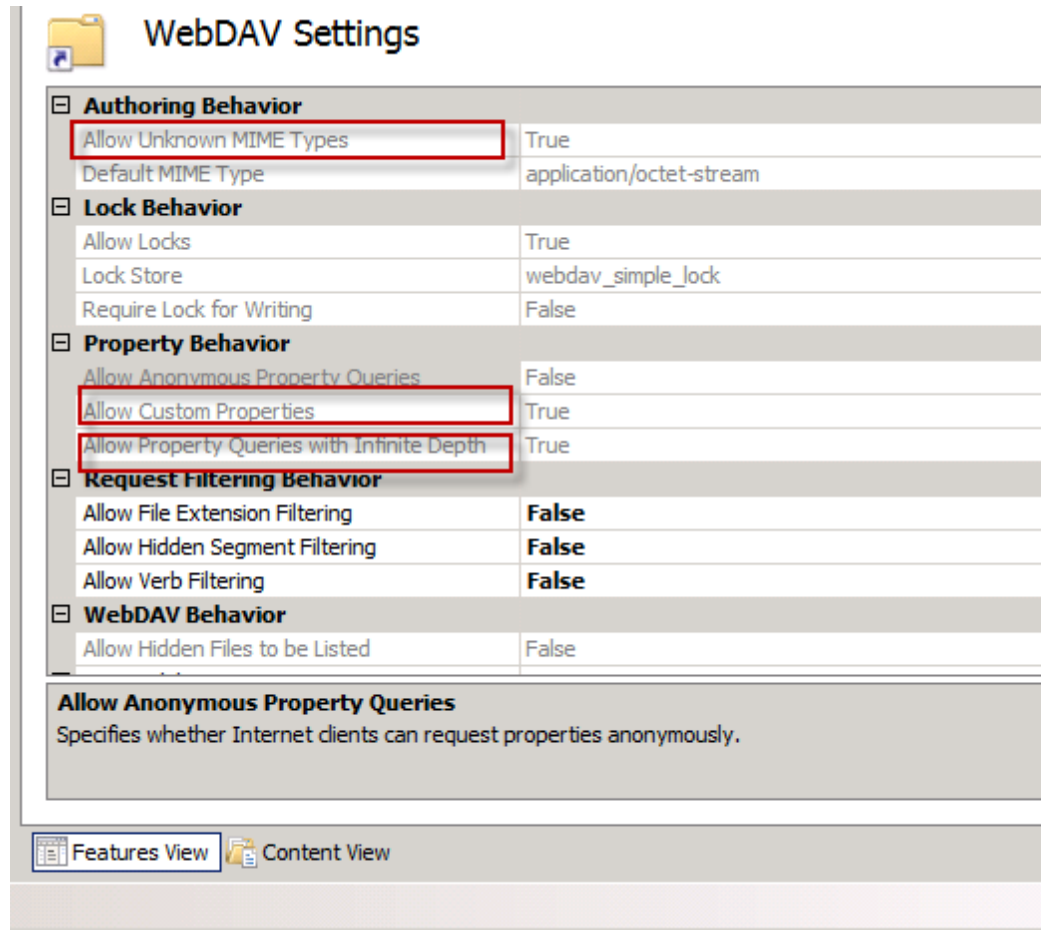 WebDAV Settings
Authoring Behavior
Allow Unknown MIME Types True
Default MIME Type application/octet-stream
Lock Behavior
Allow Locks True
Lock Store webdav_simple_lock
Require Lock for Writing False
Property Behavior
Allow Anonymous Property Queries False
Allow Custom Properties True
Allow Property Queries with Infinite Depth True
Request Filtering Behavior
Allow File Extension Filtering False
Allow Hidden Segment Filtering False
Allow Verb Filtering False
WebDAV Behavior
Allow Hidden Files to be Listed False
Allow Anonymous Property Queries
Specifies whether Internet clients can request properties anonymously.
Features View Content View